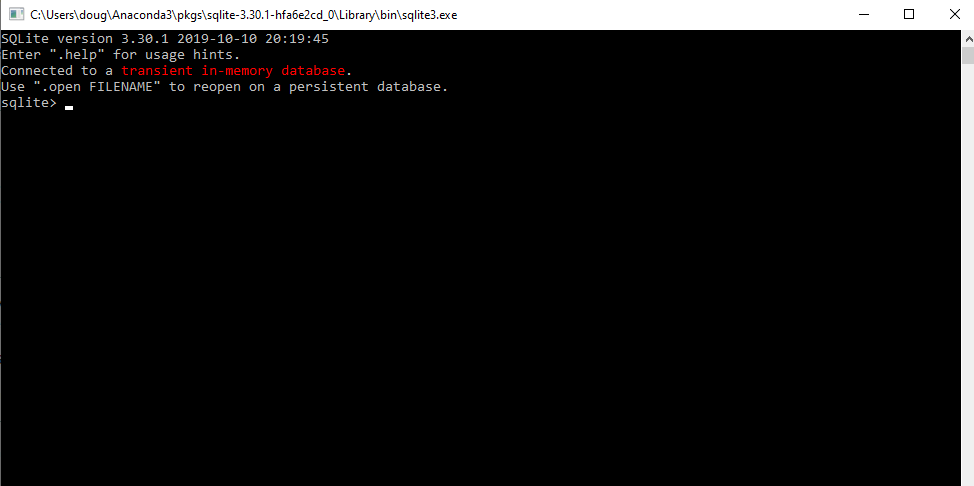 C:\Users\doug\Anaconda3\pkgs\sqlite-3.30.1-hfa6e2cd_0\Library\bin\sqlite3.exe
SQLite version 3.30.1 2019-10-10 20:19:45
Enter ".help" for usage hints.
Connected to a transient in-memory database.
Use ".open FILENAME" to reopen on a persistent database.
sqlite>